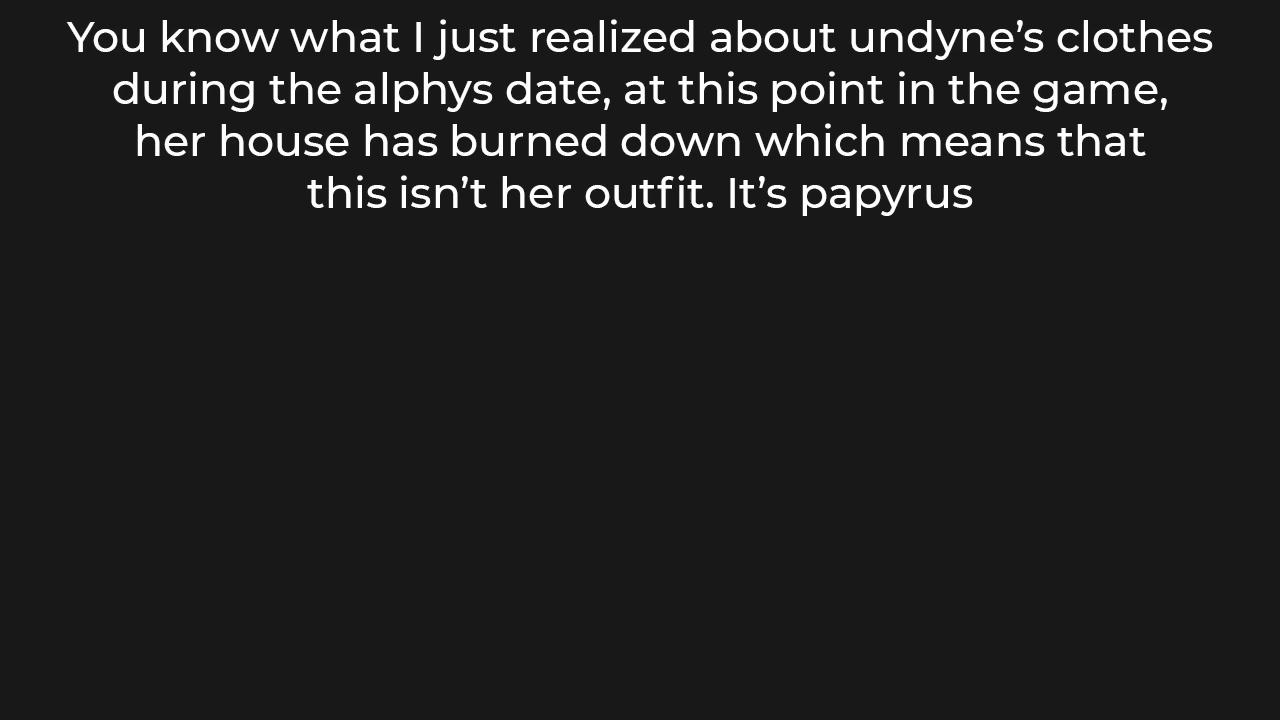 You know what I just realized about undyne’s clothes
during the alphys date, at this point in the game,
her house has burned down which means that
this isn’t her outfit. It’s papyrus